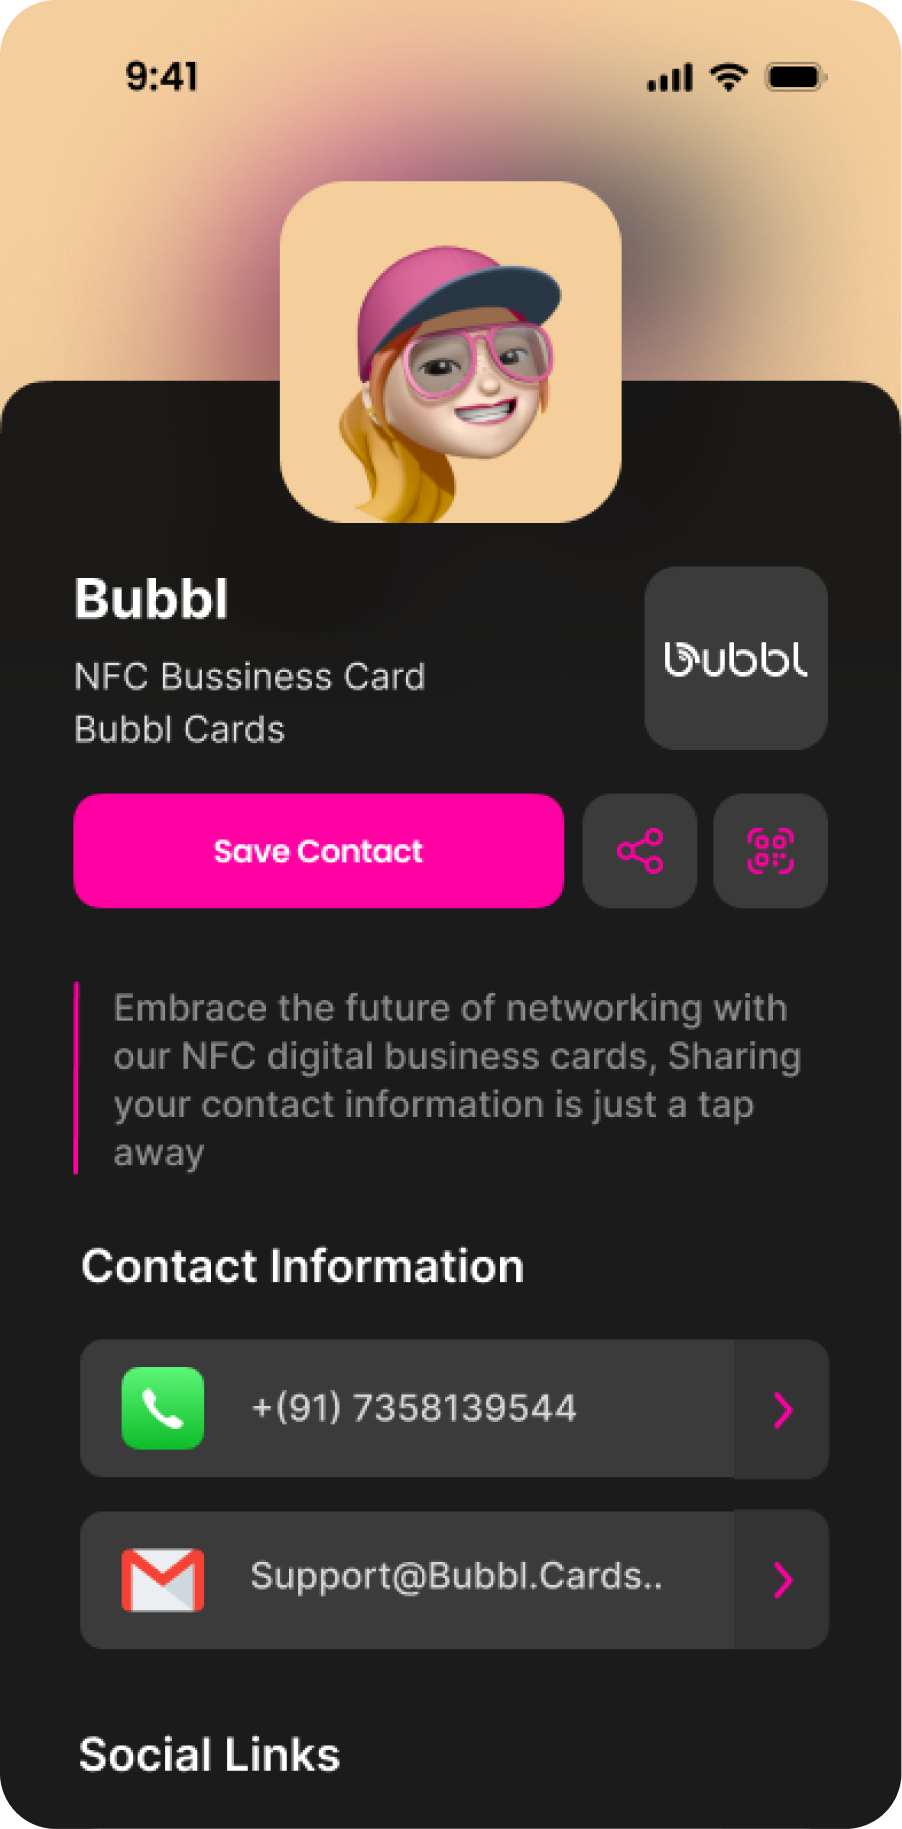 9:41
Bubbl
NFC Bussiness Card
Bubbl Cards
bubbl
Save Contact
Embrace the future of networking with
our NFC digital business cards, Sharing
your contact information is just a tap
away
Contact Information
+(91) 7358139544
Support@Bubbl.Cards..
Social Links